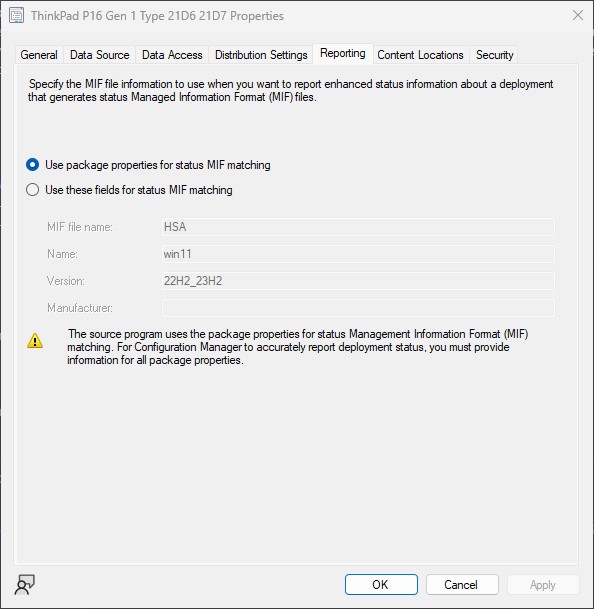 ThinkPad P16 Gen 1 Type 21D6 21D7 Properties
General Data Source Data Access Distribution Settings Reporting Content Locations Security
Specify the MIF file information to use when you want to report enhanced status information about a deployment
that generates status Managed Information Format (MIF) files.
Use package properties for status MIF matching
Use these fields for status MIF matching
MIF file name: HSA
Name: win11
Version: 22H2_23H2
Manufacturer:
The source program uses the package properties for status Management Information Format (MIF)
matching. For Configuration Manager to accurately report deployment status, you must provide
information for all package properties.
OK Cancel Apply